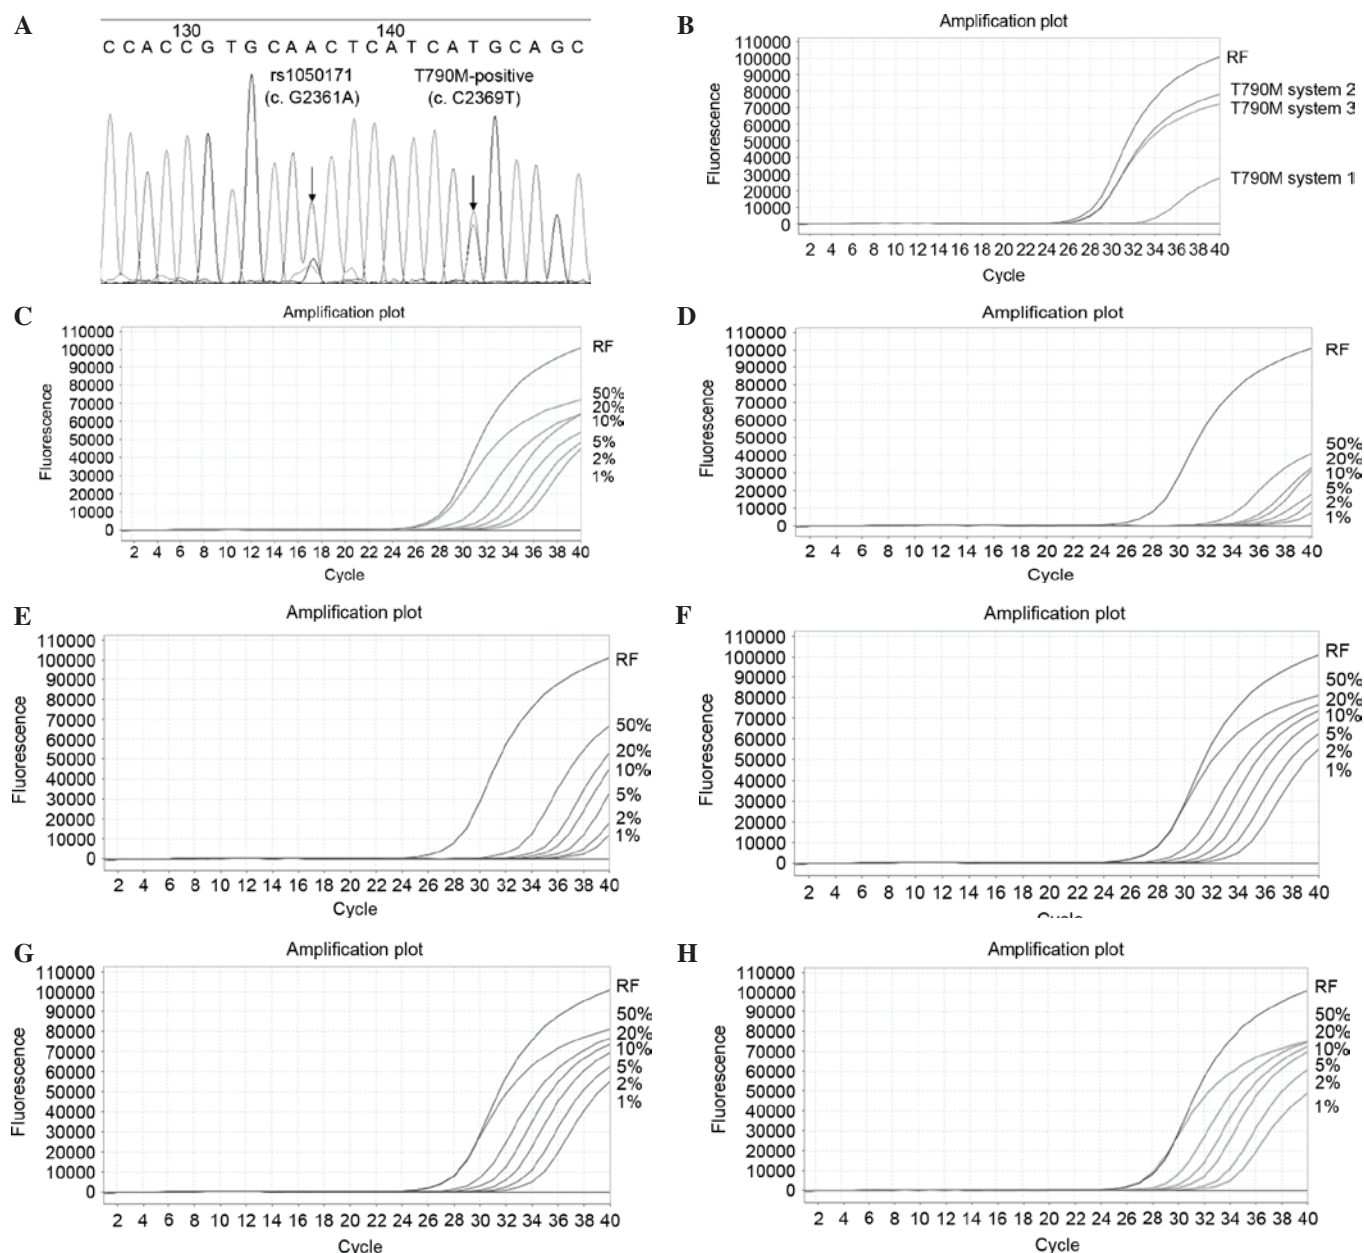 A
130 140
C C A C C G T G C A A C T C A T C A T G C A G C
rs1050171 T790M-positive
(c. G2361A) (c. C2369T)
B
Amplification plot
110000
100000
90000
80000
70000
60000
50000
40000
30000
20000
10000
0
Fluorescence
RF
T790M system 2
T790M system 3
T790M system 1
2 4 6 8 10 12 14 16 18 20 22 24 26 28 30 32 34 36 38 40
Cycle
C
Amplification plot
110000
100000
90000
80000
70000
60000
50000
40000
30000
20000
10000
0
Fluorescence
RF
50%
20%
10%
5%
2%
1%
2 4 6 8 10 12 14 16 18 20 22 24 26 28 30 32 34 36 38 40
Cycle
D
Amplification plot
110000
100000
90000
80000
70000
60000
50000
40000
30000
20000
10000
0
Fluorescence
RF
50%
20%
10%
5%
2%
1%
2 4 6 8 10 12 14 16 18 20 22 24 26 28 30 32 34 36 38 40
Cycle
E
Amplification plot
110000
100000
90000
80000
70000
60000
50000
40000
30000
20000
10000
0
Fluorescence
RF
50%
20%
10%
5%
2%
1%
2 4 6 8 10 12 14 16 18 20 22 24 26 28 30 32 34 36 38 40
Cycle
F
Amplification plot
110000
100000
90000
80000
70000
60000
50000
40000
30000
20000
10000
0
Fluorescence
RF
50%
20%
10%
5%
2%
1%
2 4 6 8 10 12 14 16 18 20 22 24 26 28 30 32 34 36 38 40
Cycle
G
Amplification plot
110000
100000
90000
80000
70000
60000
50000
40000
30000
20000
10000
0
Fluorescence
RF
50%
20%
10%
5%
2%
1%
2 4 6 8 10 12 14 16 18 20 22 24 26 28 30 32 34 36 38 40
Cycle
H
Amplification plot
110000
100000
90000
80000
70000
60000
50000
40000
30000
20000
10000
0
Fluorescence
RF
50%
20%
10%
5%
2%
1%
2 4 6 8 10 12 14 16 18 20 22 24 26 28 30 32 34 36 38 40
Cycle